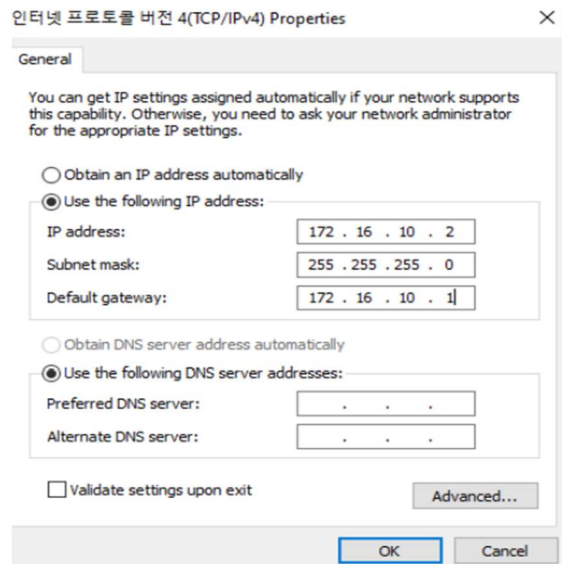 인터넷 프로토콜 버전 4(TCP/IPv4) Properties
General
You can get IP settings assigned automatically if your network supports
this capability. Otherwise, you need to ask your network administrator
for the appropriate IP settings.
Obtain an IP address automatically
Use the following IP address:
IP address: 172 . 16 . 10 . 2
Subnet mask: 255 . 255 . 255 . 0
Default gateway: 172 . 16 . 10 . 1
Obtain DNS server address automatically
Use the following DNS server addresses:
Preferred DNS server: . . .
Alternate DNS server: . . .
Validate settings upon exit
Advanced...
OK Cancel